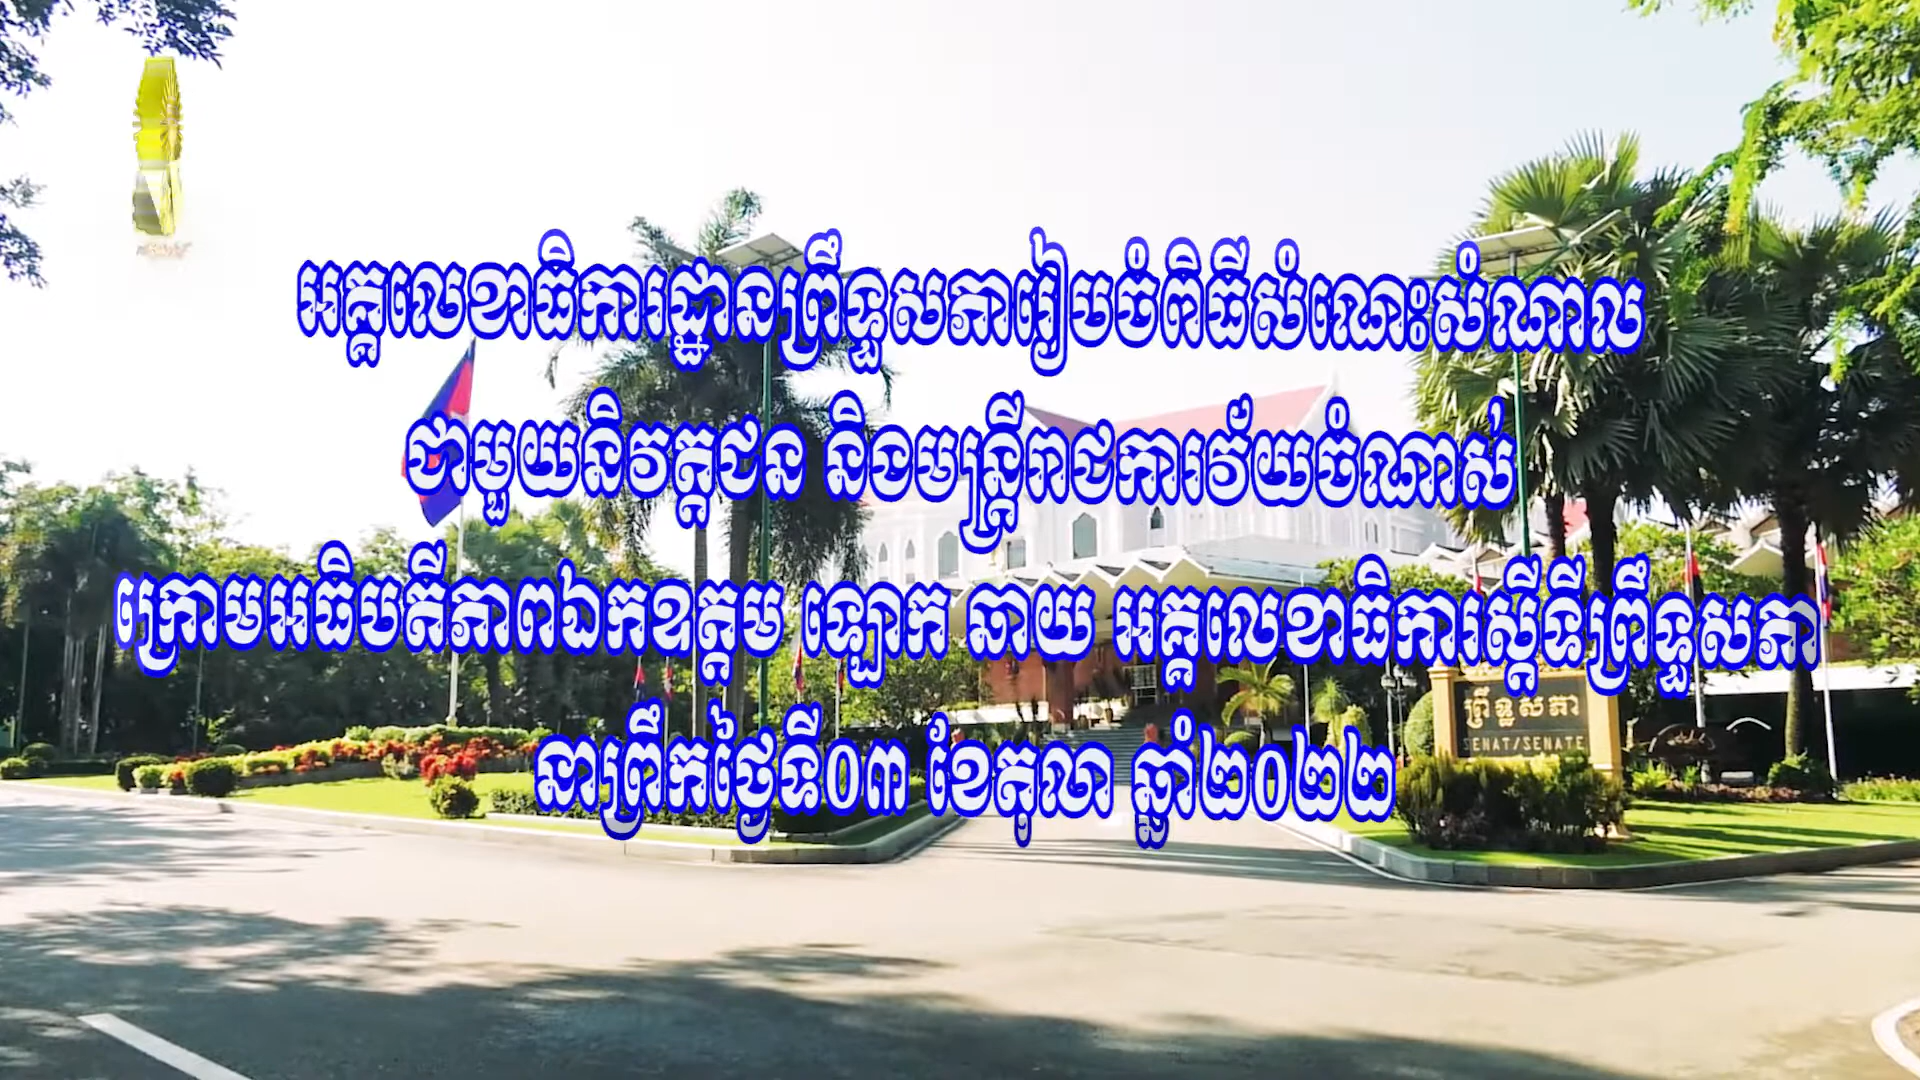 អគ្គលេខាធិការដ្ឋានព្រឹទ្ធសភារៀបចំពិធីសំណេះសំណាល
ជាមួយនិវត្តជន និងមន្ត្រីរាជការវ័យចំណាស់
ក្រោមអធិបតីភាពឯកឧត្តម ឡោក ឆាយ អគ្គលេខាធិការស្តីទីព្រឹទ្ធសភា
នាព្រឹកថ្ងៃទី០៣ ខែតុលា ឆ្នាំ២០២២
ព្រឹទ្ធសភា
SENAT/SENATE